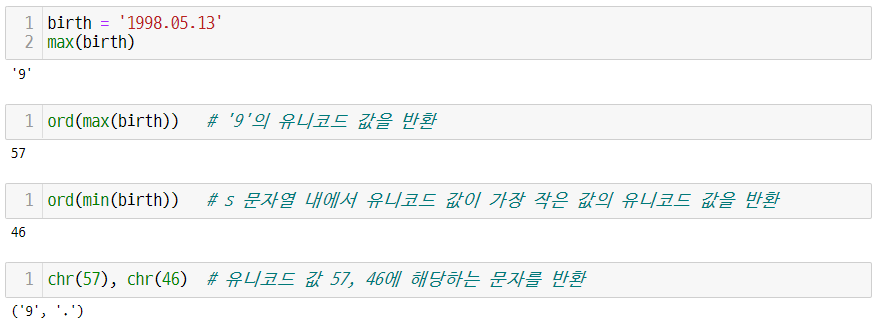 1 birth = '1998.05.13'
2 max(birth)
'9'
1 ord(max(birth)) # '9'의 유니코드 값을 반환
57
1 ord(min(birth)) # s 문자열 내에서 유니코드 값이 가장 작은 값의 유니코드 값을 반환
46
1 chr(57), chr(46) # 유니코드 값 57, 46에 해당하는 문자를 반환
('9', '.')